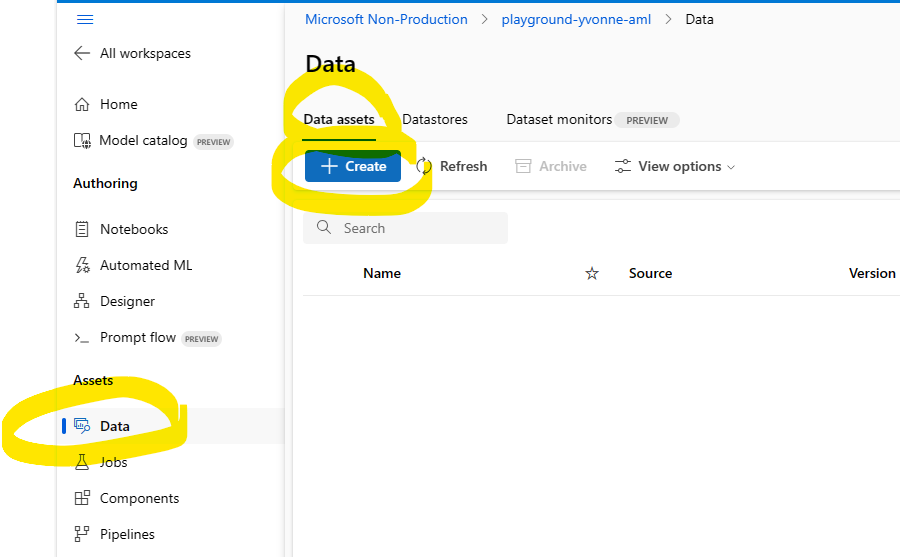 Microsoft Non-Production > playground-yvonne-aml > Data
All workspaces
Data
Home
Data assets Datastores Dataset monitors PREVIEW
Model catalog PREVIEW
Create Refresh Archive View options
Authoring
Notebooks
Search
Automated ML
Name Source Version
Designer
Prompt flow PREVIEW
Assets
Data
Jobs
Components
Pipelines